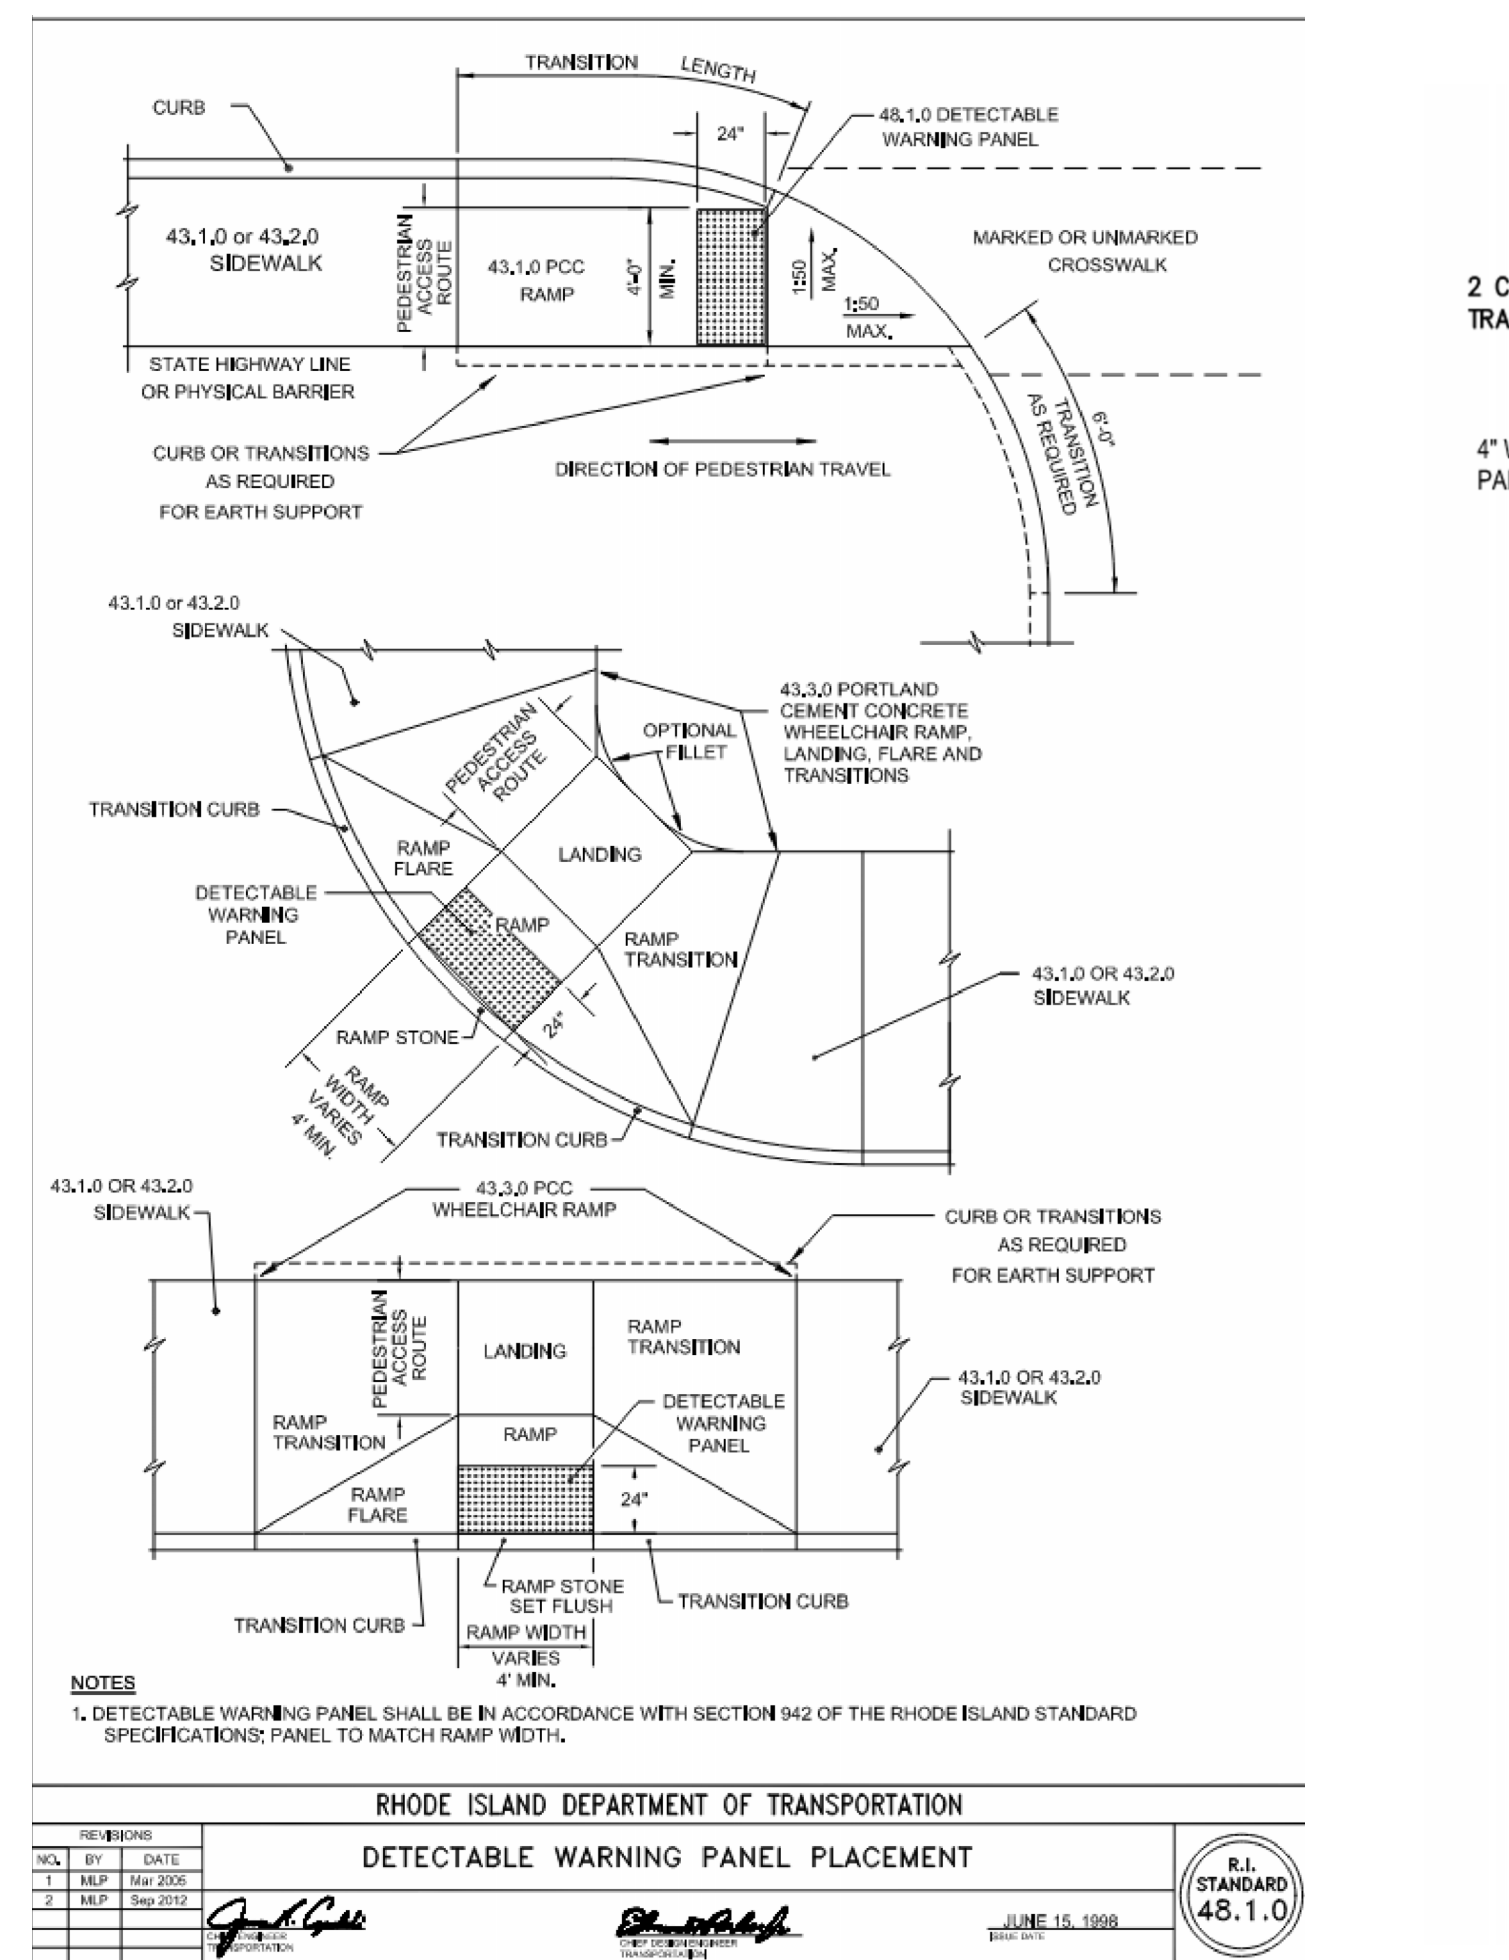 TRANSITION LENGTH
CURB
24"
48.1.0 DETECTABLE
WARNING PANEL
43.1.0 or 43.2.0
SIDEWALK
PEDESTRIAN
ACCESS
ROUTE
43.1.0 PCC
RAMP
4'-0"
MIN.
1:50
MAX.
1:50
MAX.
MARKED OR UNMARKED
CROSSWALK
2 C
TRA
STATE HIGHWAY LINE
OR PHYSICAL BARRIER
6'-0"
TRANSITION
AS REQUIRED
4" W
PA
CURB OR TRANSITIONS
AS REQUIRED
FOR EARTH SUPPORT
DIRECTION OF PEDESTRIAN TRAVEL
43.1.0 or 43.2.0
SIDEWALK
PEDESTRIAN
ACCESS
ROUTE
OPTIONAL
FILLET
43.3.0 PORTLAND
CEMENT CONCRETE
WHEELCHAIR RAMP,
LANDING, FLARE AND
TRANSITIONS
TRANSITION CURB
RAMP
FLARE
LANDING
DETECTABLE
WARNING
PANEL
RAMP
RAMP
TRANSITION
43.1.0 OR 43.2.0
SIDEWALK
RAMP STONE
24"
RAMP
WIDTH
VARIES
4' MIN.
TRANSITION CURB
43.1.0 OR 43.2.0
SIDEWALK
43.3.0 PCC
WHEELCHAIR RAMP
CURB OR TRANSITIONS
AS REQUIRED
FOR EARTH SUPPORT
PEDESTRIAN
ACCESS
ROUTE
LANDING
RAMP
TRANSITION
43.1.0 OR 43.2.0
SIDEWALK
DETECTABLE
WARNING
PANEL
RAMP
TRANSITION
RAMP
RAMP
FLARE
24"
RAMP STONE
SET FLUSH
TRANSITION CURB
TRANSITION CURB
RAMP WIDTH
VARIES
4' MIN.
NOTES
1. DETECTABLE WARNING PANEL SHALL BE IN ACCORDANCE WITH SECTION 942 OF THE RHODE ISLAND STANDARD
SPECIFICATIONS; PANEL TO MATCH RAMP WIDTH.
RHODE ISLAND DEPARTMENT OF TRANSPORTATION
REVISIONS
NO. BY DATE
1 MLP Mar 2005
2 MLP Sep 2012
DETECTABLE WARNING PANEL PLACEMENT
R.I.
STANDARD
48.1.0
CHIEF DESIGN ENGINEER
TRANSPORTATION
JUNE 15, 1998
ISSUE DATE